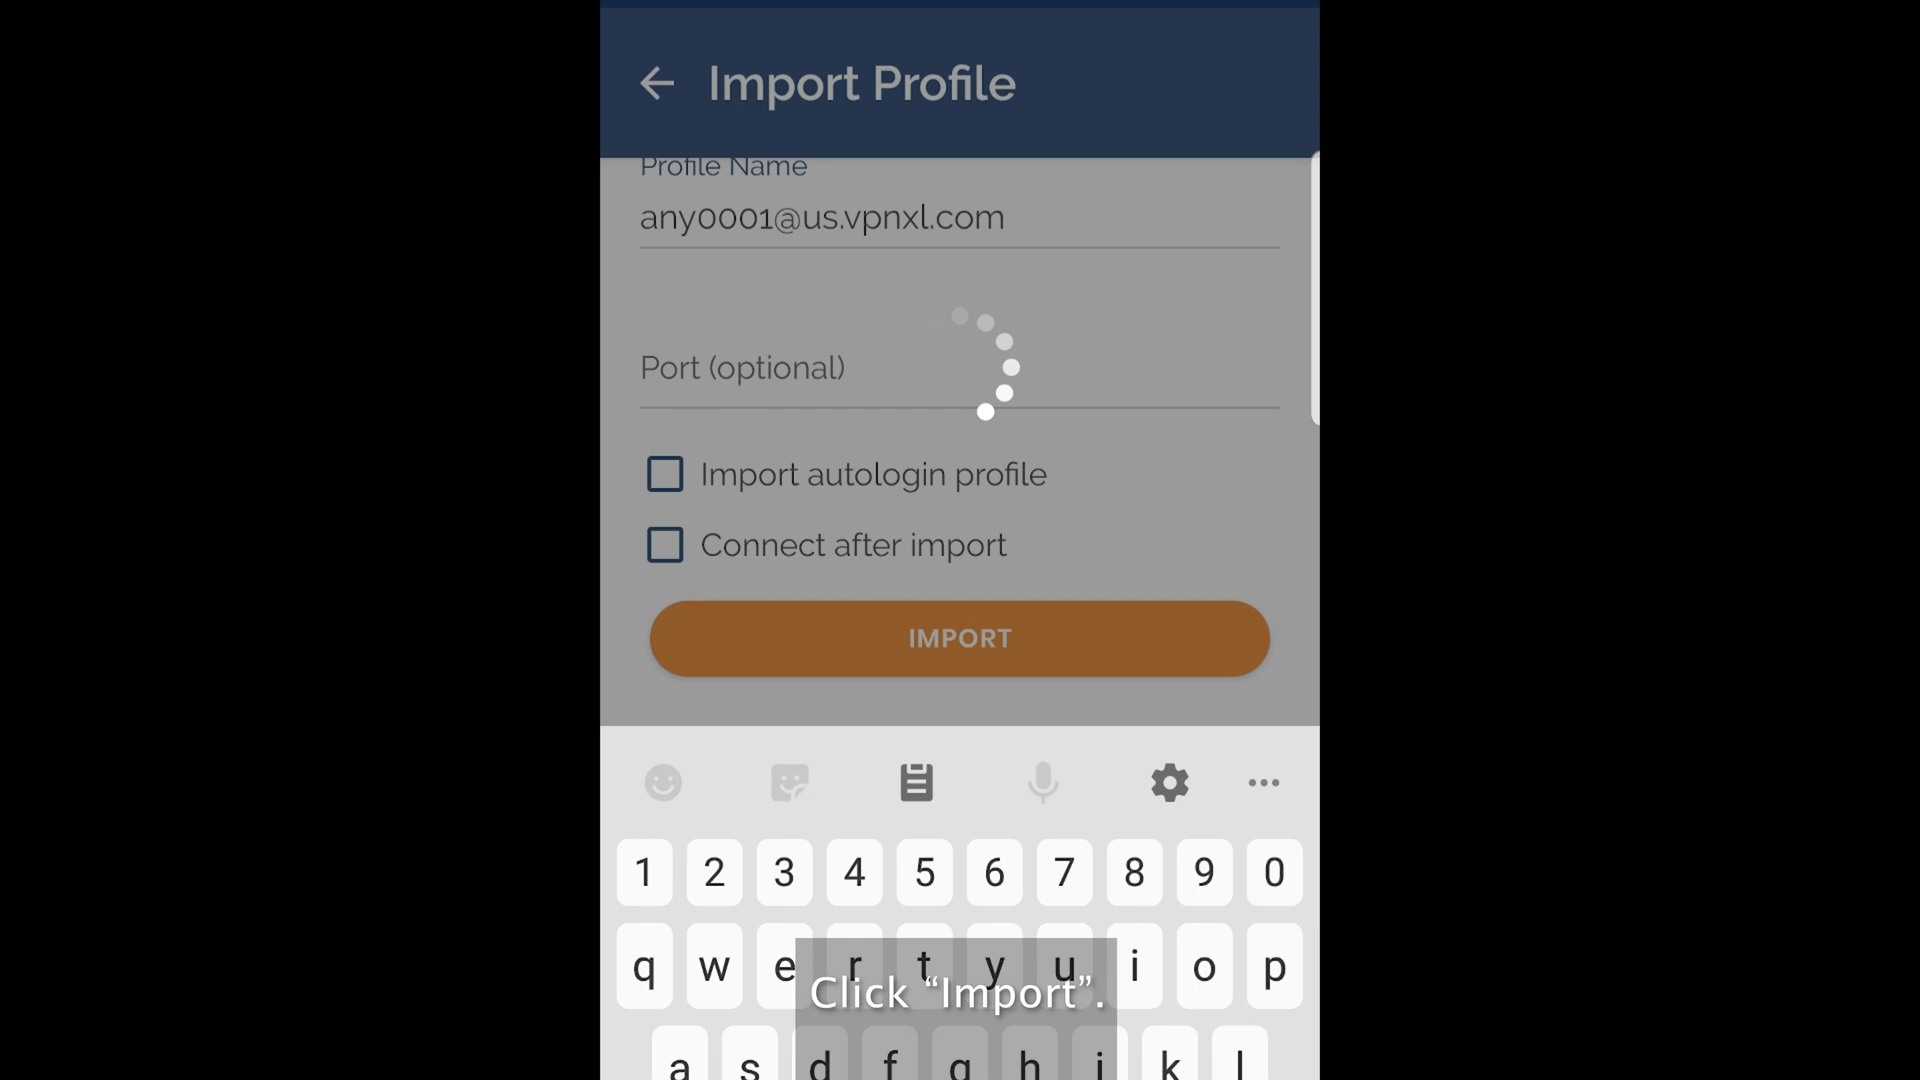 Import Profile
Profile Name
any0001@us.vpnxl.com
Port (optional)
Import autologin profile
Connect after import
IMPORT
1 2 3 4 5 6 7 8 9 0
q w e r t y u i o p
Click “Import”.
a s d f g h j k l